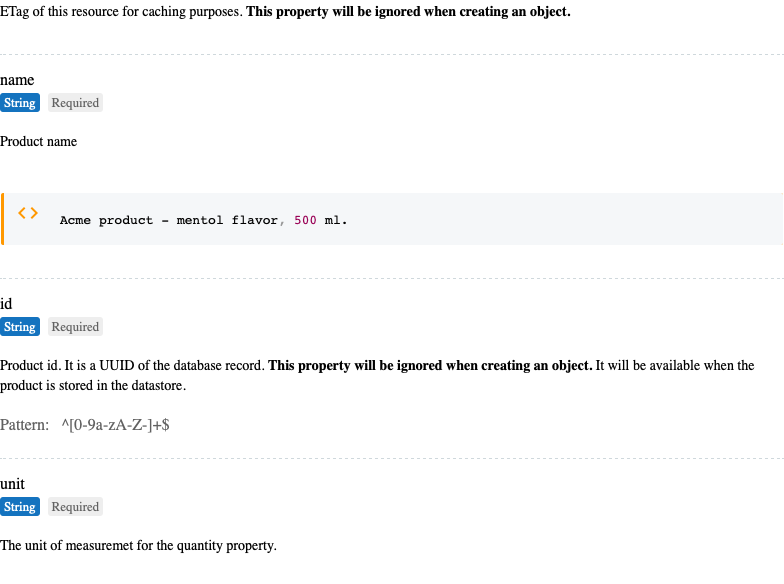 ETag of this resource for caching purposes. This property will be ignored when creating an object.
name
String Required
Product name
<> Acme product - mentol flavor, 500 ml.
id
String Required
Product id. It is a UUID of the database record. This property will be ignored when creating an object. It will be available when the
product is stored in the datastore.
Pattern: ^[0-9a-zA-Z-]+$
unit
String Required
The unit of measuremet for the quantity property.